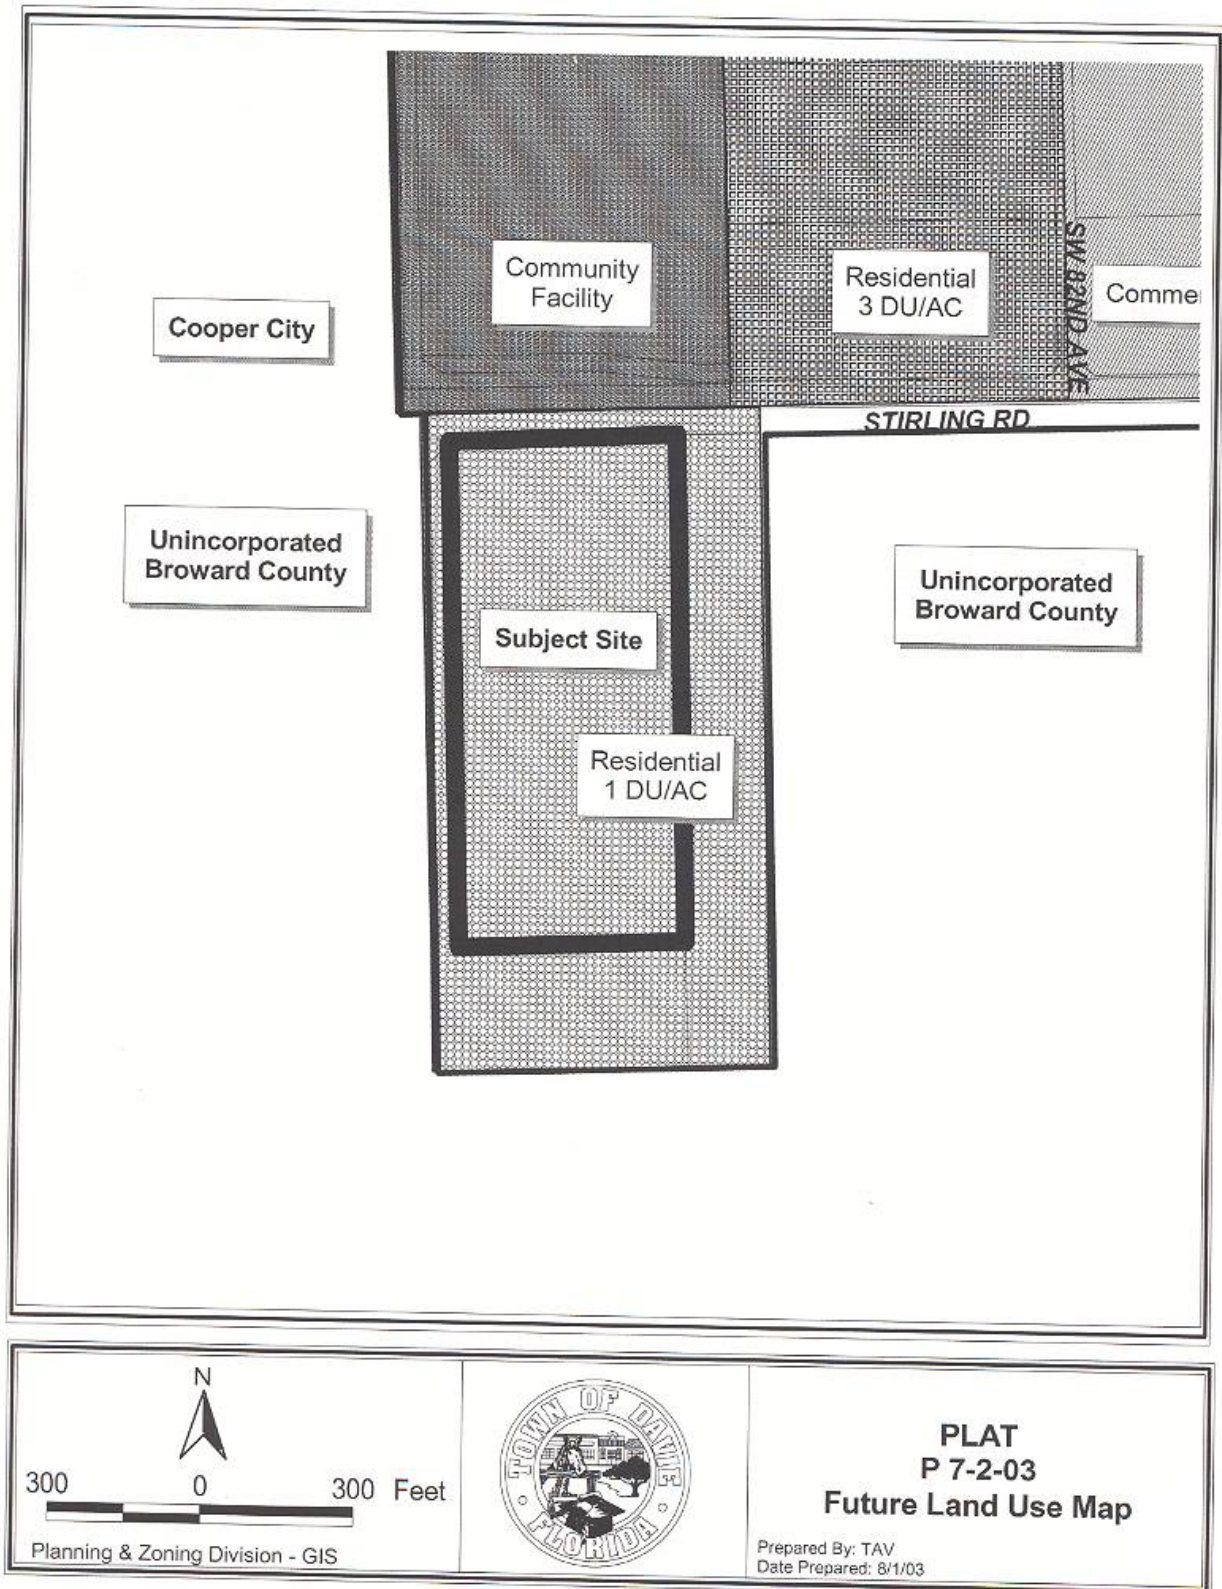 Community
Facility
Residential
3 DU/AC
SW 82ND AVE
Comme
Cooper City
STIRLING RD
Unincorporated
Broward County
Unincorporated
Broward County
Subject Site
Residential
1 DU/AC
N
300 0 300 Feet
Planning & Zoning Division - GIS
TOWN OF DAVIE
FLORIDA
PLAT
P 7-2-03
Future Land Use Map
Prepared By: TAV
Date Prepared: 8/1/03